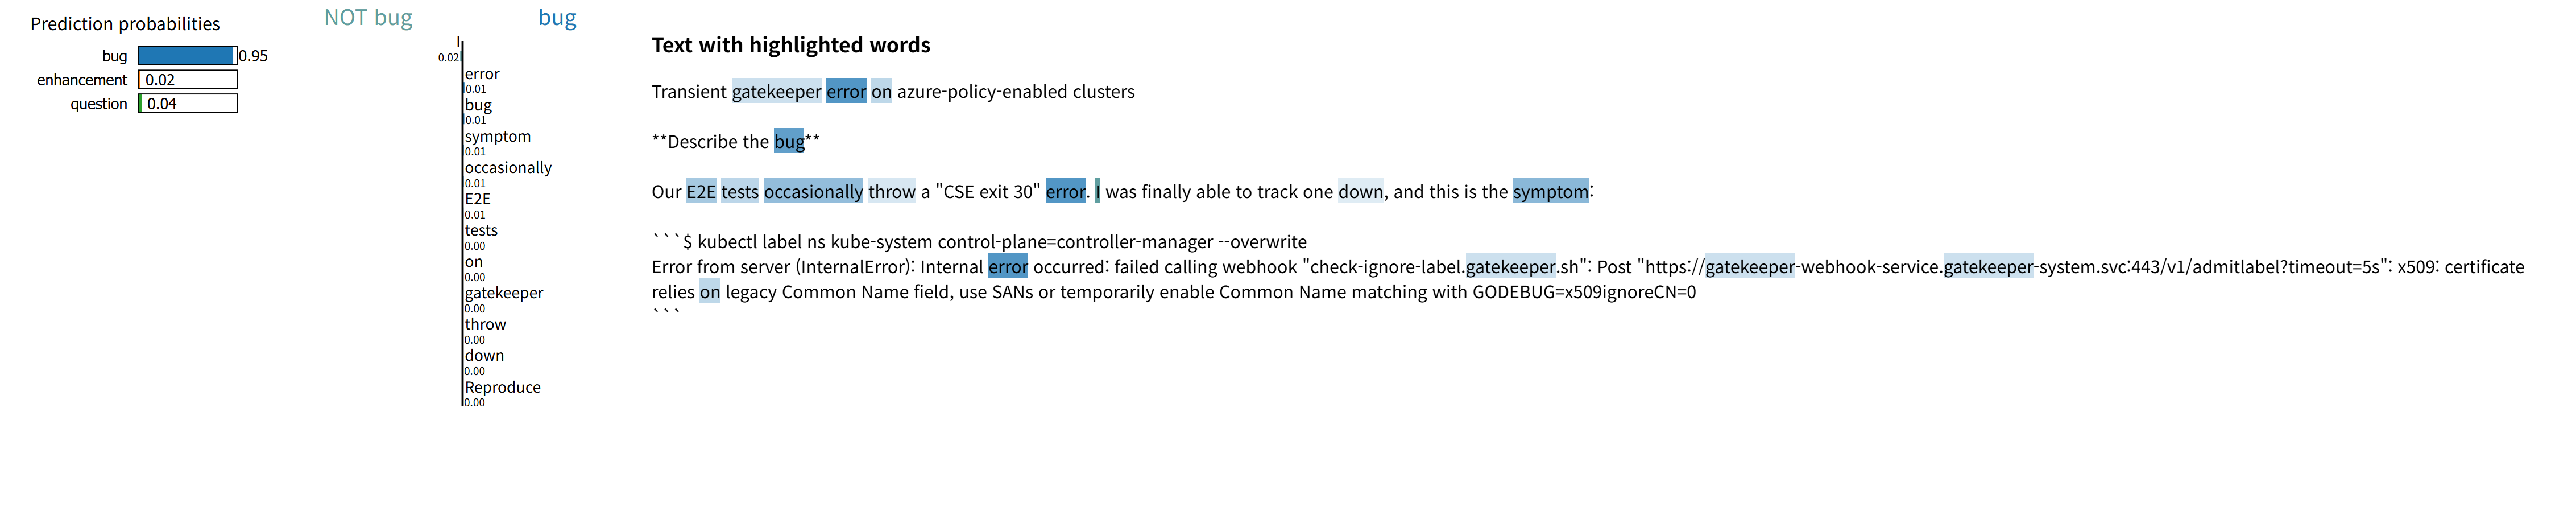 Prediction probabilities
bug 0.95
enhancement 0.02
question 0.04
NOT bug
bug
I
0.02
error
0.01
bug
0.01
symptom
0.01
occasionally
0.01
E2E
0.01
tests
0.00
on
0.00
gatekeeper
0.00
throw
0.00
down
0.00
Reproduce
0.00
Text with highlighted words
Transient gatekeeper error on azure-policy-enabled clusters
**Describe the bug**
Our E2E tests occasionally throw a "CSE exit 30" error. I was finally able to track one down, and this is the symptom:
```$ kubectl label ns kube-system control-plane=controller-manager --overwrite
Error from server (InternalError): Internal error occurred: failed calling webhook "check-ignore-label.gatekeeper.sh": Post "https://gatekeeper-webhook-service.gatekeeper-system.svc:443/v1/admitlabel?timeout=5s": x509: certificate
relies on legacy Common Name field, use SANs or temporarily enable Common Name matching with GODEBUG=x509ignoreCN=0
```